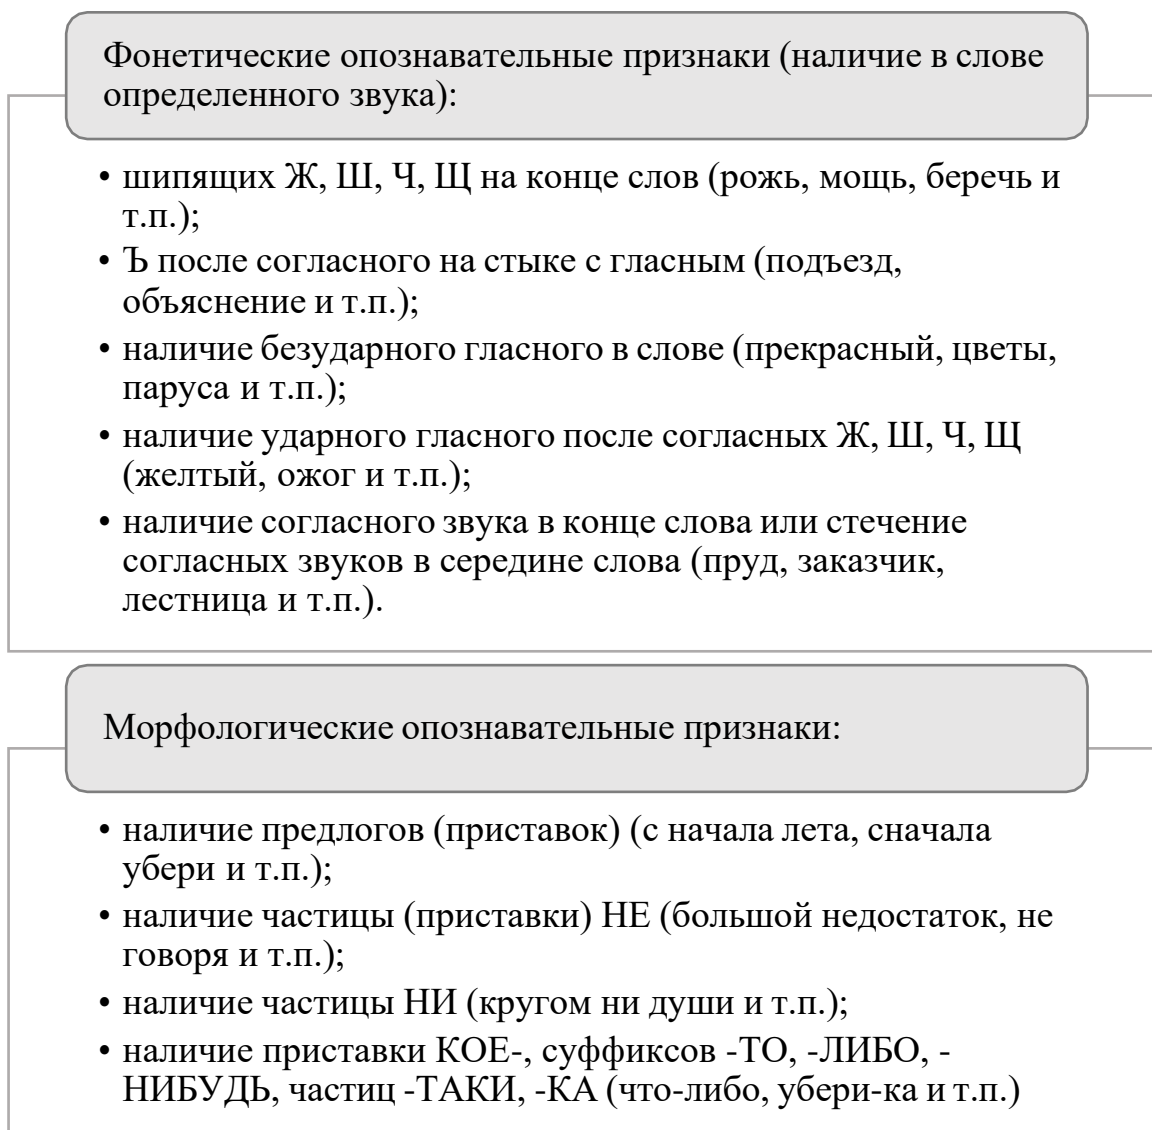 Фонетические опознавательные признаки (наличие в слове
определенного звука):
• шипящих Ж, Ш, Ч, Щ на конце слов (рожь, мощь, беречь и
т.п.);
• Ъ после согласного на стыке с гласным (подъезд,
объяснение и т.п.);
• наличие безударного гласного в слове (прекрасный, цветы,
паруса и т.п.);
• наличие ударного гласного после согласных Ж, Ш, Ч, Щ
(желтый, ожог и т.п.);
• наличие согласного звука в конце слова или стечение
согласных звуков в середине слова (пруд, заказчик,
лестница и т.п.).
Морфологические опознавательные признаки:
• наличие предлогов (приставок) (с начала лета, сначала
убери и т.п.);
• наличие частицы (приставки) НЕ (большой недостаток, не
говоря и т.п.);
• наличие частицы НИ (кругом ни души и т.п.);
• наличие приставки КОЕ-, суффиксов -ТО, -ЛИБО, -
НИБУДЬ, частиц -ТАКИ, -КА (что-либо, убери-ка и т.п.)